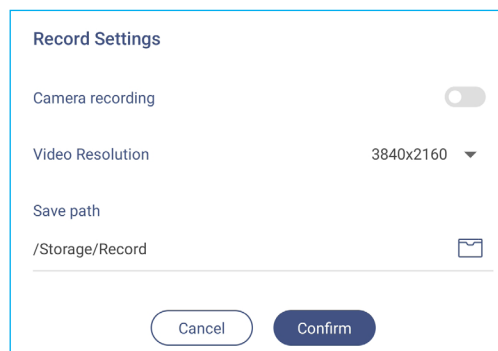 Record Settings
Camera recording
Video Resolution 3840x2160
Save path
/Storage/Record
Cancel Confirm